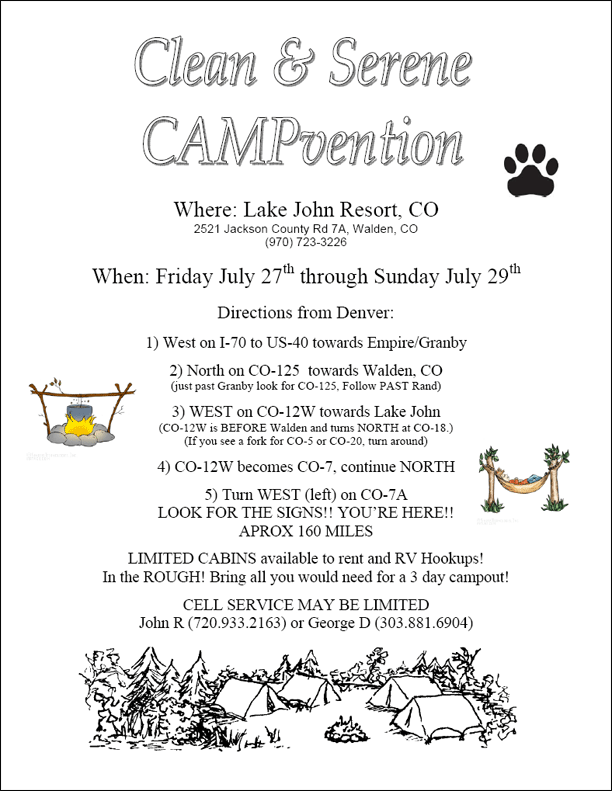 Clean & Serene
CAMPvention
Where: Lake John Resort, CO
2521 Jackson County Rd 7A, Walden, CO
(970) 723-3226
When: Friday July 27th through Sunday July 29th
Directions from Denver:
1) West on I-70 to US-40 towards Empire/Granby
2) North on CO-125 towards Walden, CO
(just past Granby look for CO-125, Follow PAST Rand)
3) WEST on CO-12W towards Lake John
(CO-12W is BEFORE Walden and turns NORTH at CO-18.)
(If you see a fork for CO-5 or CO-20, turn around)
4) CO-12W becomes CO-7, continue NORTH
5) Turn WEST (left) on CO-7A
LOOK FOR THE SIGNS!! YOU'RE HERE!!
APROX 160 MILES
LIMITED CABINS available to rent and RV Hookups!
In the ROUGH! Bring all you would need for a 3 day campout!
CELL SERVICE MAY BE LIMITED
John R (720.933.2163) or George D (303.881.6904)